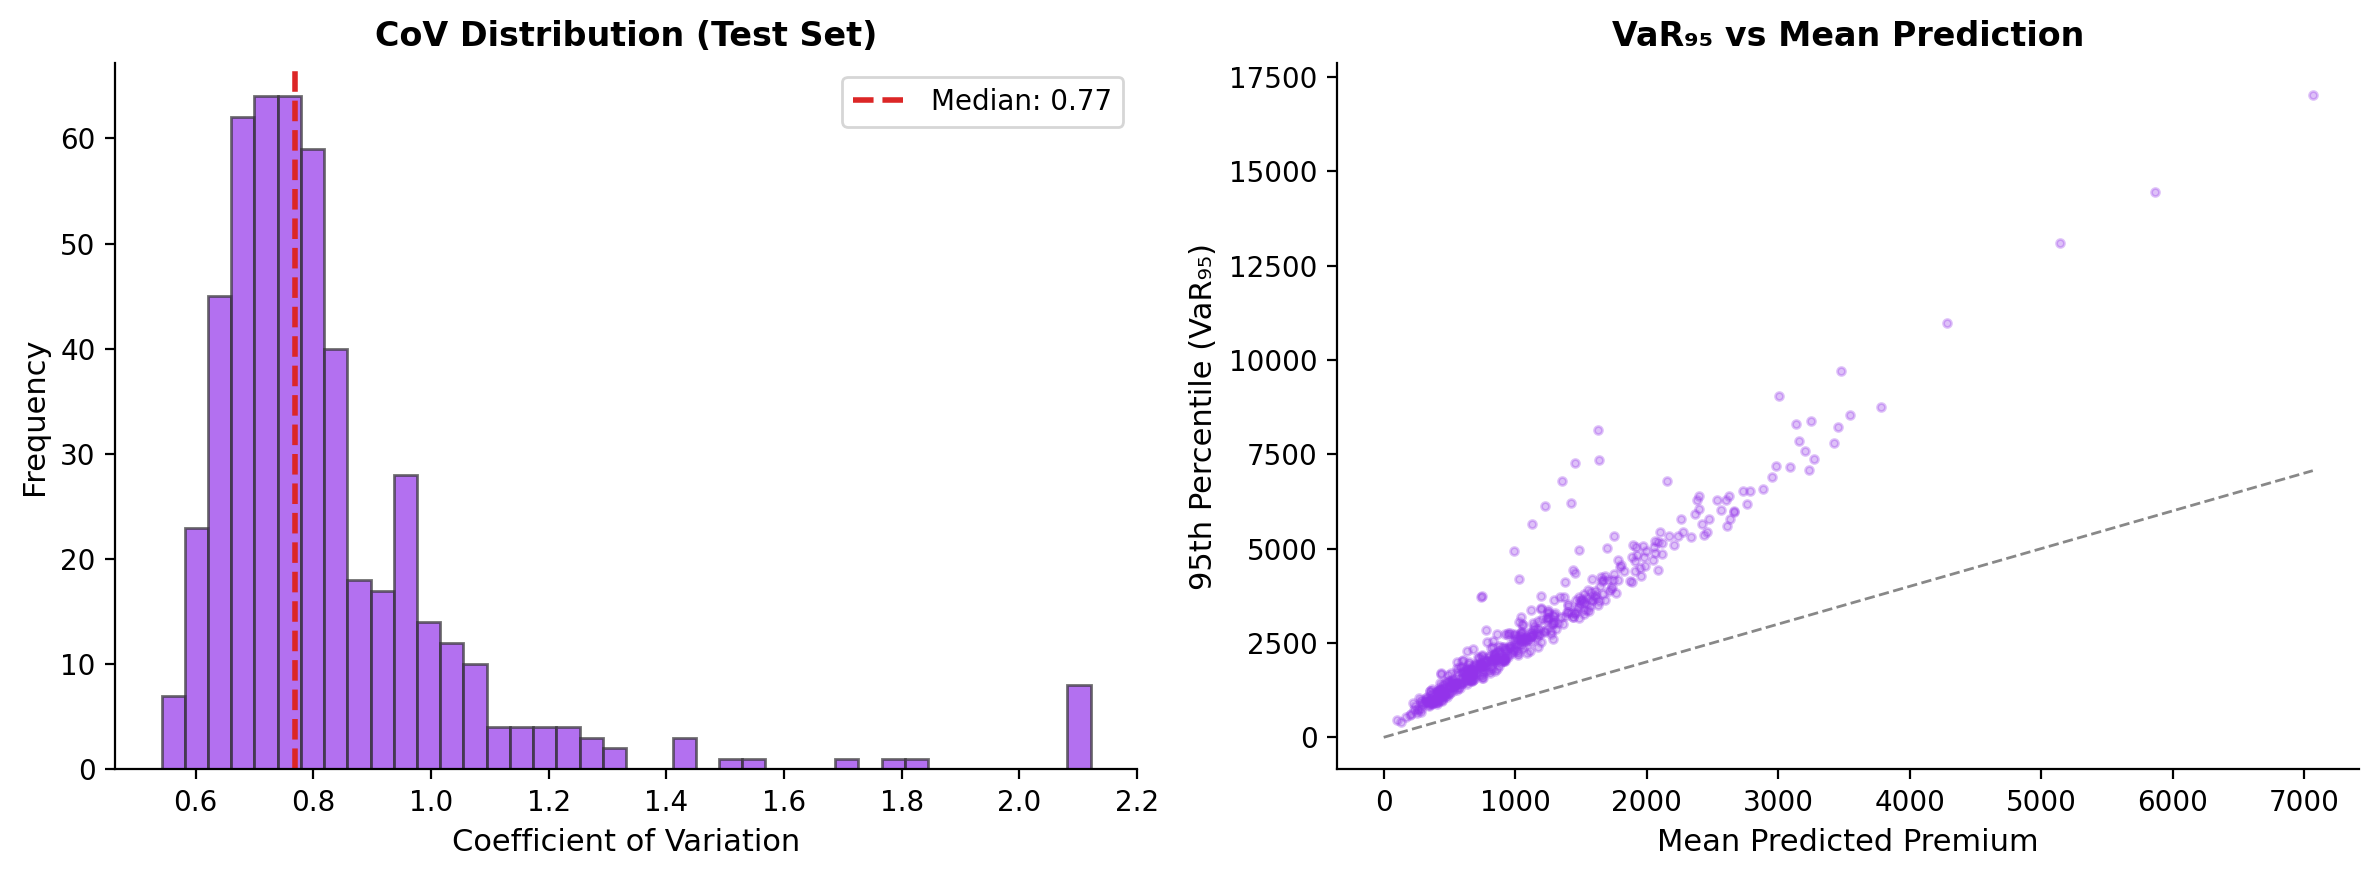 CoV Distribution (Test Set)
Median: 0.77
Frequency
60
50
40
30
20
10
0
0.6 0.8 1.0 1.2 1.4 1.6 1.8 2.0 2.2
Coefficient of Variation
VaR₉₅ vs Mean Prediction
95th Percentile (VaR₉₅)
17500
15000
12500
10000
7500
5000
2500
0
0 1000 2000 3000 4000 5000 6000 7000
Mean Predicted Premium